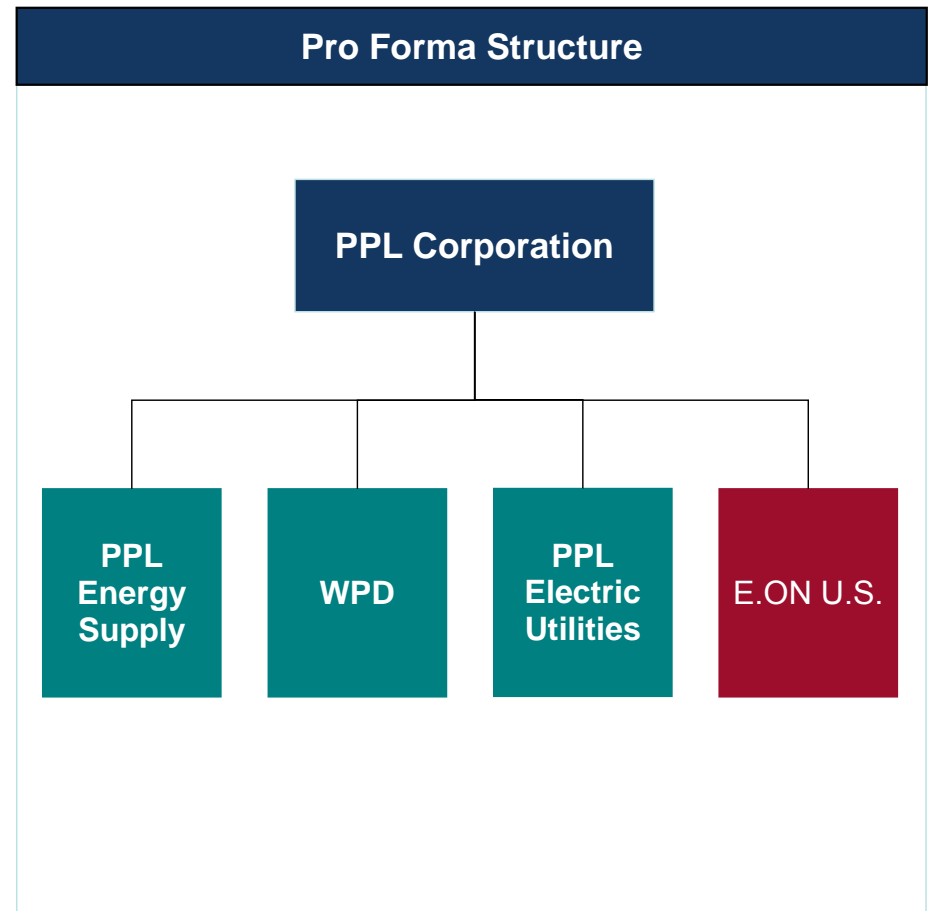 Pro Forma Structure
PPL Corporation
PPL
Energy
Supply
WPD
PPL
Electric
Utilities
E.ON U.S.